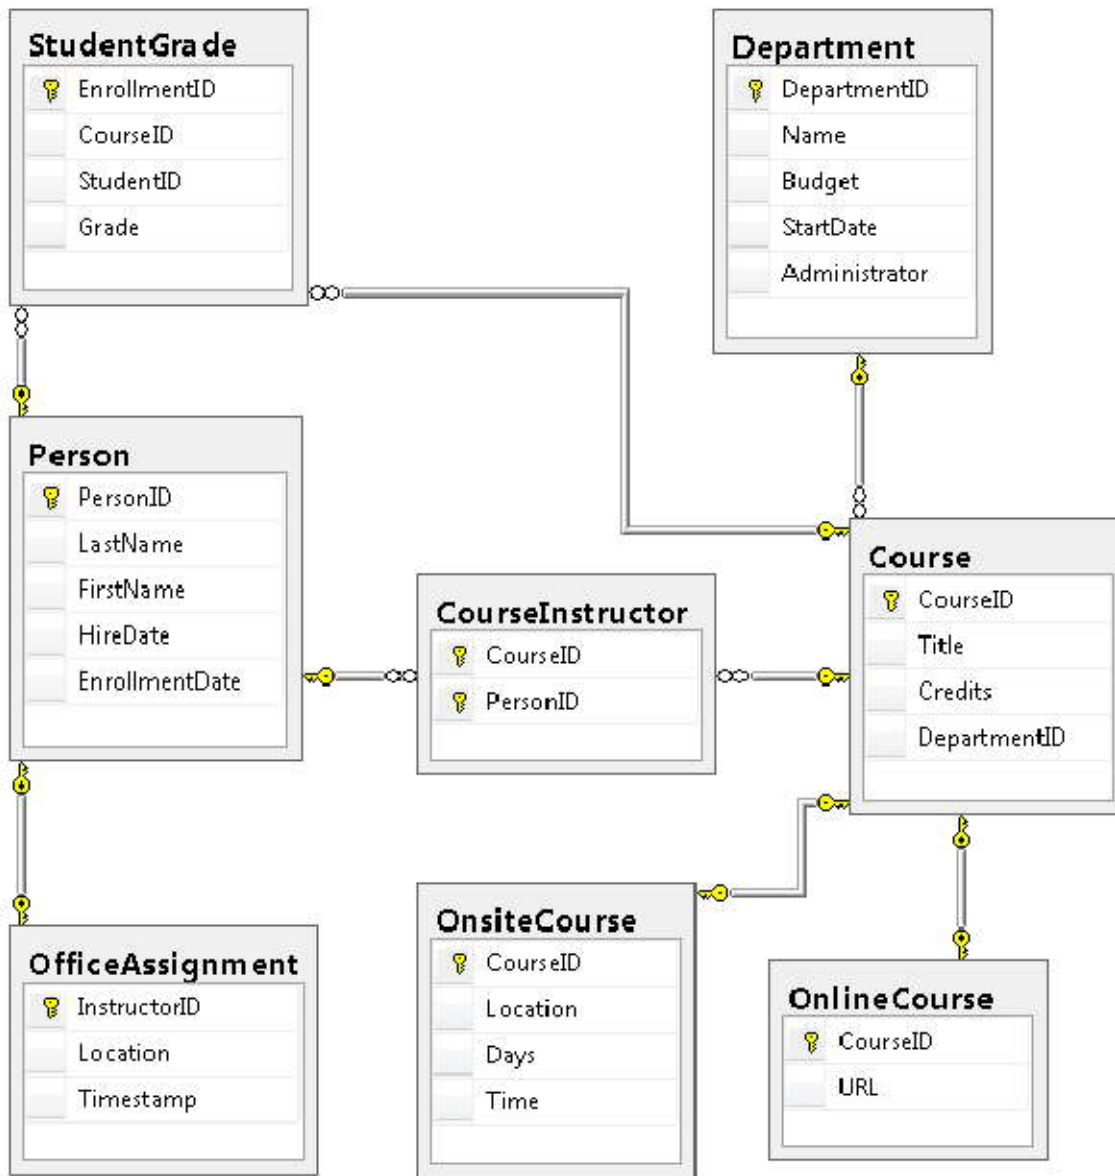 StudentGrade
EnrollmentID
CourseID
StudentID
Grade
Department
DepartmentID
Name
Budget
StartDate
Administrator
Person
PersonID
LastName
FirstName
HireDate
EnrollmentDate
CourseInstructor
CourseID
PersonID
Course
CourseID
Title
Credits
DepartmentID
OfficeAssignment
InstructorID
Location
Timestamp
OnsiteCourse
CourseID
Location
Days
Time
OnlineCourse
CourseID
URL